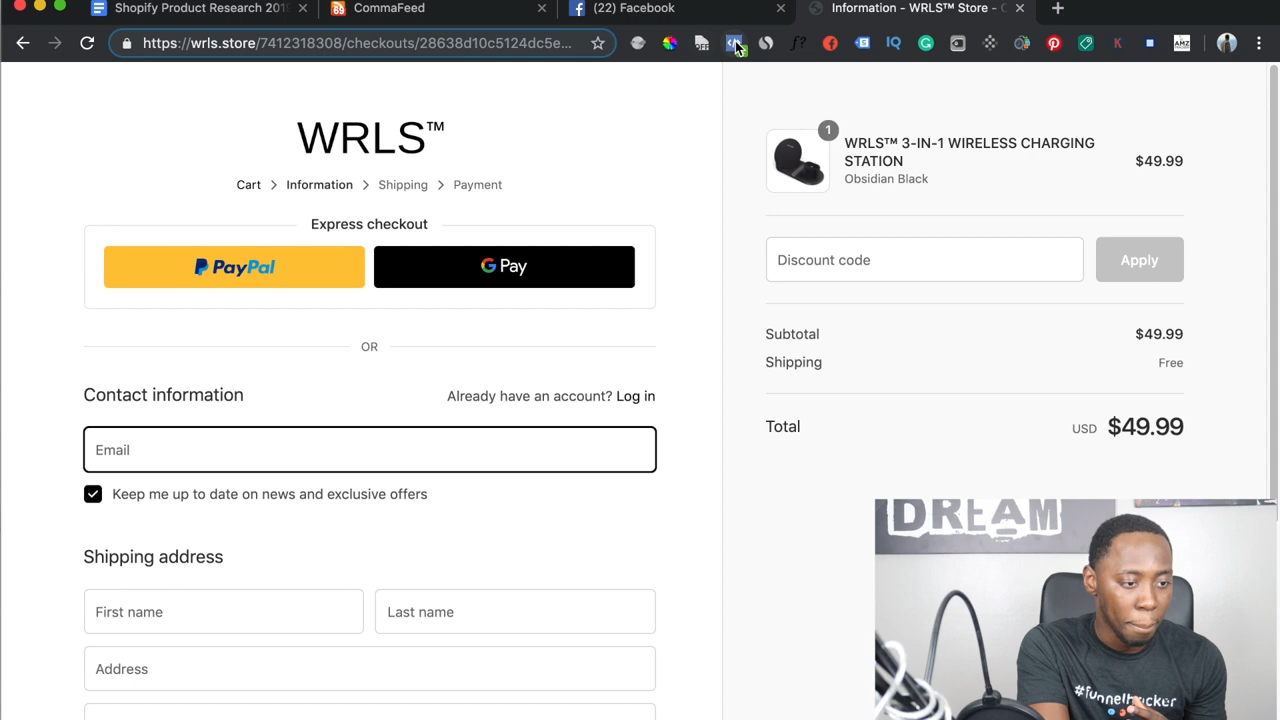 Shopify Product Research 201
CommaFeed
(22) Facebook
Information - WRLS™ Store - C
https://wrls.store/7412318308/checkouts/28638d10c5124dc5e...
OFF
f?
IQ
K
AMZ
WRLS™
Cart > Information > Shipping > Payment
Express checkout
PayPal
G Pay
OR
Contact information
Already have an account? Log in
Email
Keep me up to date on news and exclusive offers
Shipping address
First name
Last name
Address
1
WRLS™ 3-IN-1 WIRELESS CHARGING
STATION
$49.99
Obsidian Black
Discount code
Apply
Subtotal
$49.99
Shipping
Free
Total
USD $49.99
DREAM
#funnelhacker